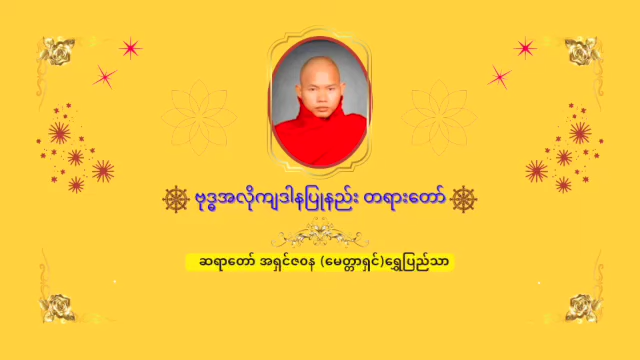 ဗုဒ္ဓအလိုကျဒါနပြုနည်း တရားတော်
ဆရာတော် အရှင်ဇဝန (မေတ္တာရှင်)ရွှေပြည်သာ